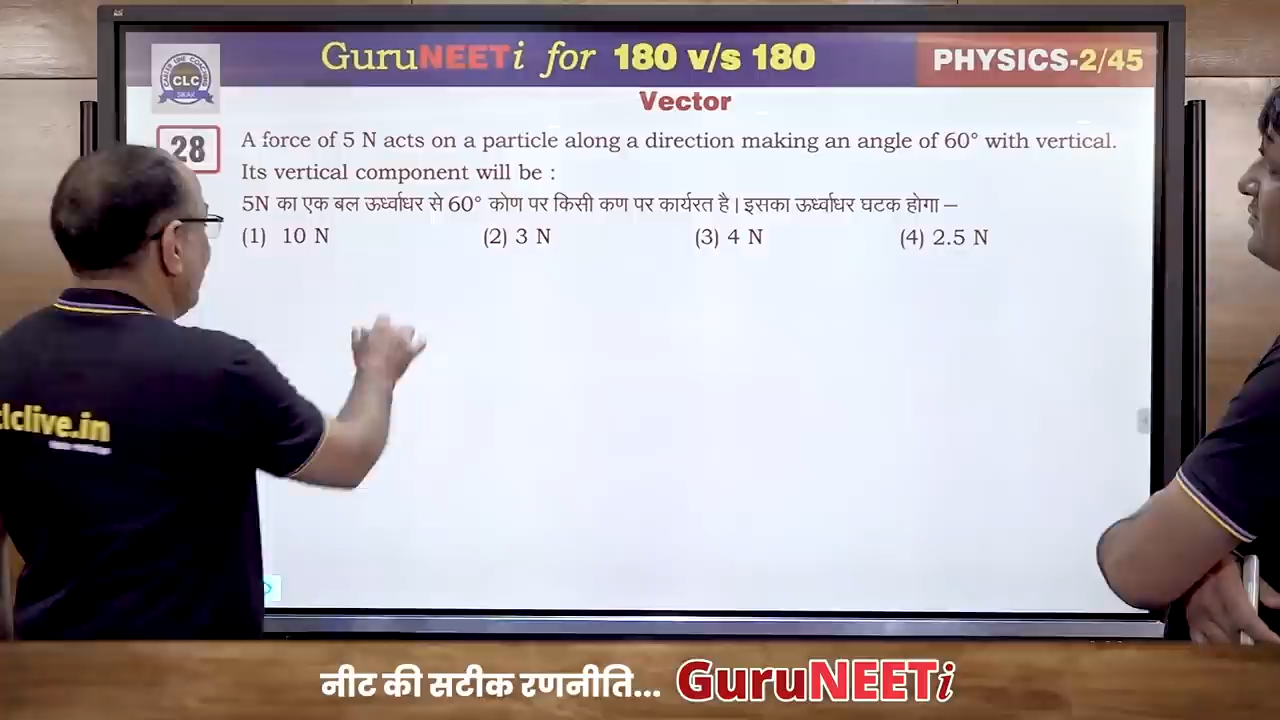 GuruNEETi for 180 v/s 180
PHYSICS-2/45
CLC
SIKAR
Vector
28
A force of 5 N acts on a particle along a direction making an angle of 60° with vertical.
Its vertical component will be :
5N का एक बल ऊर्ध्वाधर से 60° कोण पर किसी कण पर कार्यरत है। इसका ऊर्ध्वाधर घटक होगा –
(1) 10 N (2) 3 N (3) 4 N (4) 2.5 N
clclive.in
नीट की सटीक रणनीति... GuruNEETi